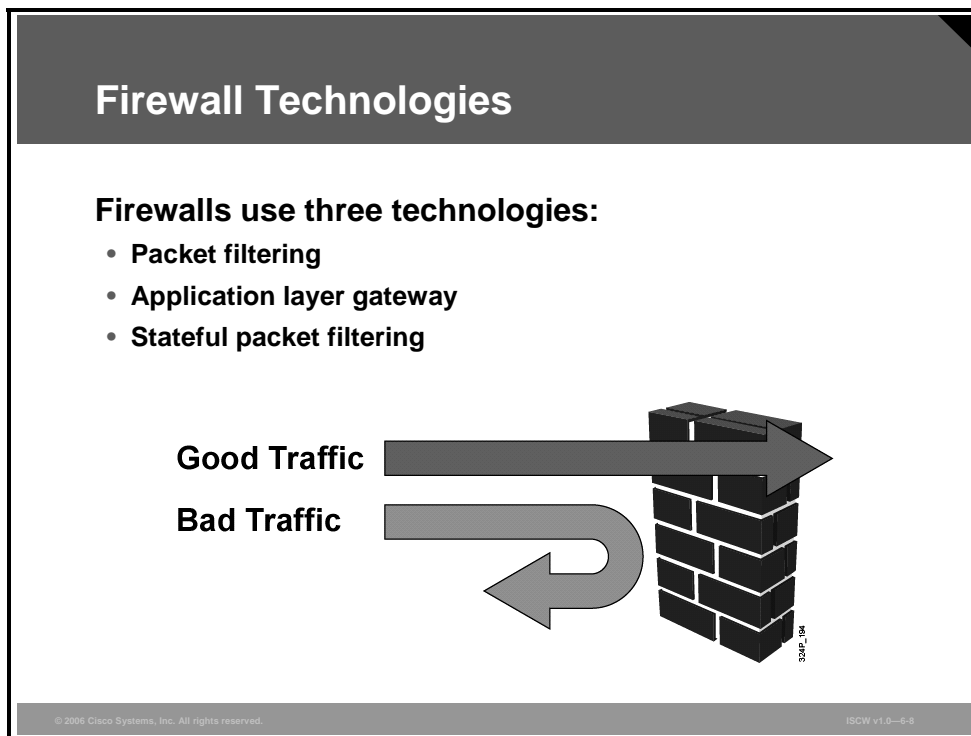 Firewall Technologies
Firewalls use three technologies:
• Packet filtering
• Application layer gateway
• Stateful packet filtering
Good Traffic
Bad Traffic
324P_194
© 2006 Cisco Systems, Inc. All rights reserved.
ISCW v1.0—6-8